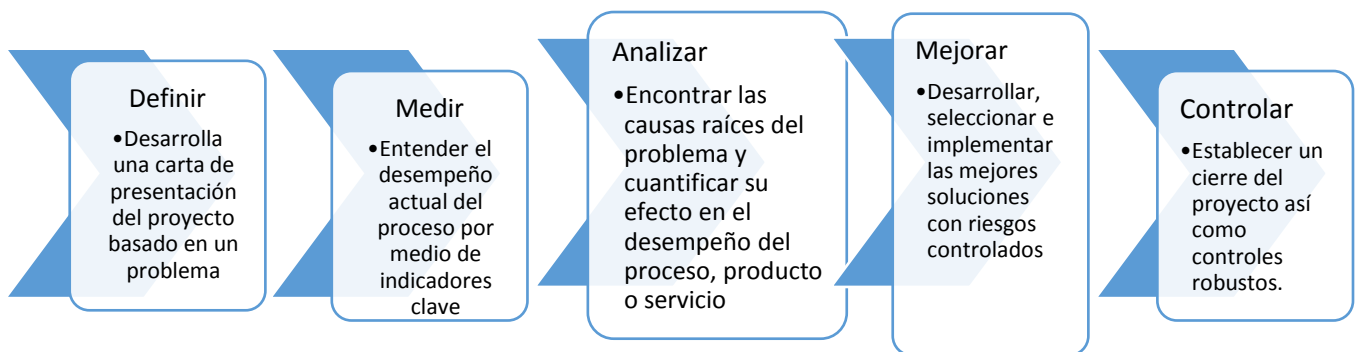 Definir
•Desarrolla
una carta de
presentación
del proyecto
basado en un
problema
Medir
•Entender el
desempeño
actual del
proceso por
medio de
indicadores
clave
Analizar
•Encontrar las
causas raíces del
problema y
cuantificar su
efecto en el
desempeño del
proceso, producto
o servicio
Mejorar
•Desarrollar,
seleccionar e
implementar
las mejores
soluciones
con riesgos
controlados
Controlar
•Establecer un
cierre del
proyecto así
como
controles
robustos.